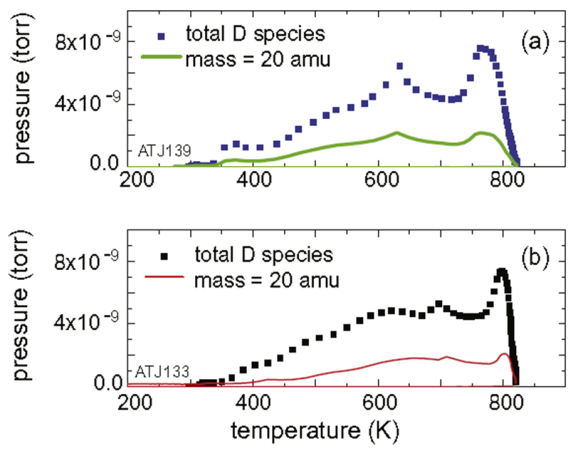 pressure (torr)
8x10⁻⁹
4x10⁻⁹
0.0
total D species
mass = 20 amu
(a)
ATJ139
200 400 600 800
pressure (torr)
8x10⁻⁹
4x10⁻⁹
0.0
total D species
mass = 20 amu
(b)
ATJ133
200 400 600 800
temperature (K)